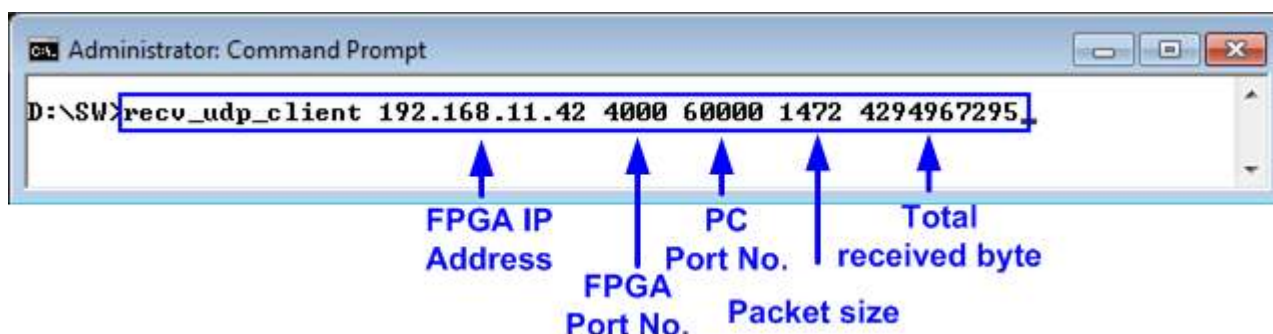 Administrator: Command Prompt
D:\SW>recv_udp_client 192.168.11.42 4000 60000 1472 4294967295_
FPGA IP
Address
FPGA
Port No.
PC
Port No.
Packet size
Total
received byte